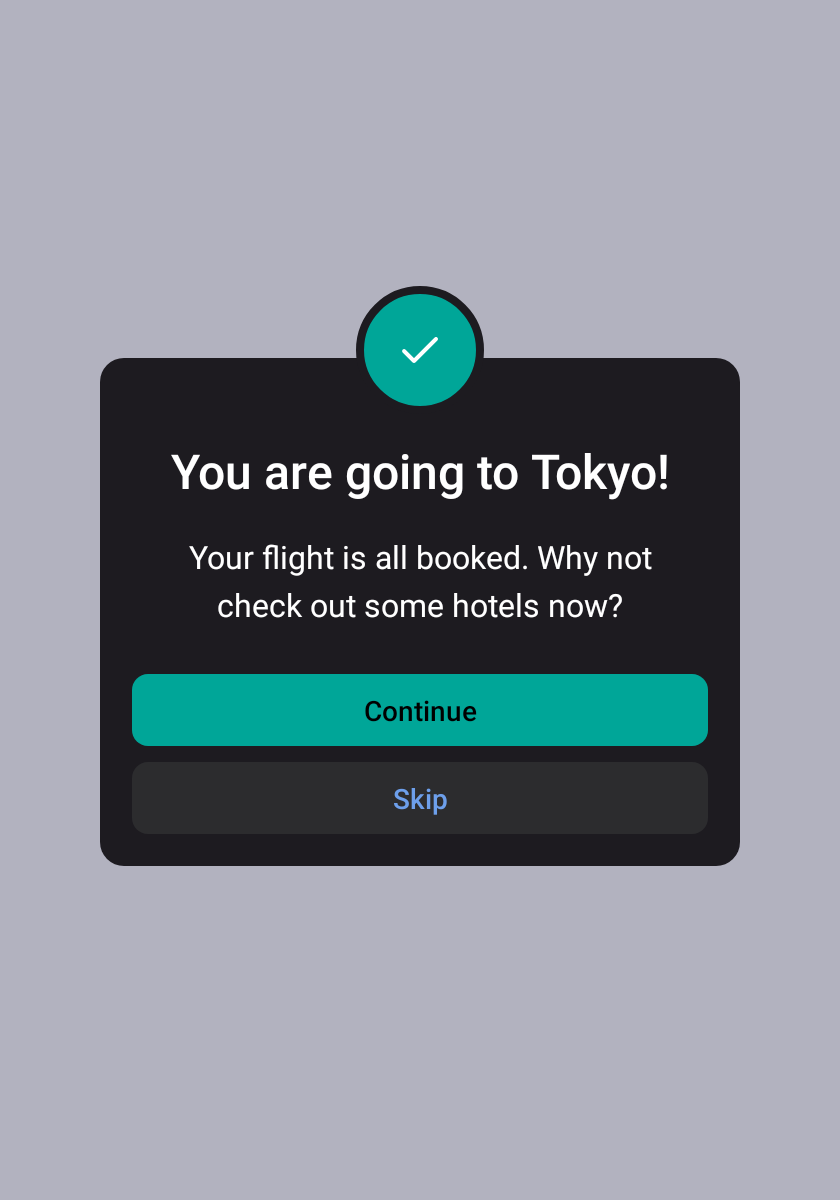 You are going to Tokyo!
Your flight is all booked. Why not
check out some hotels now?
Continue
Skip